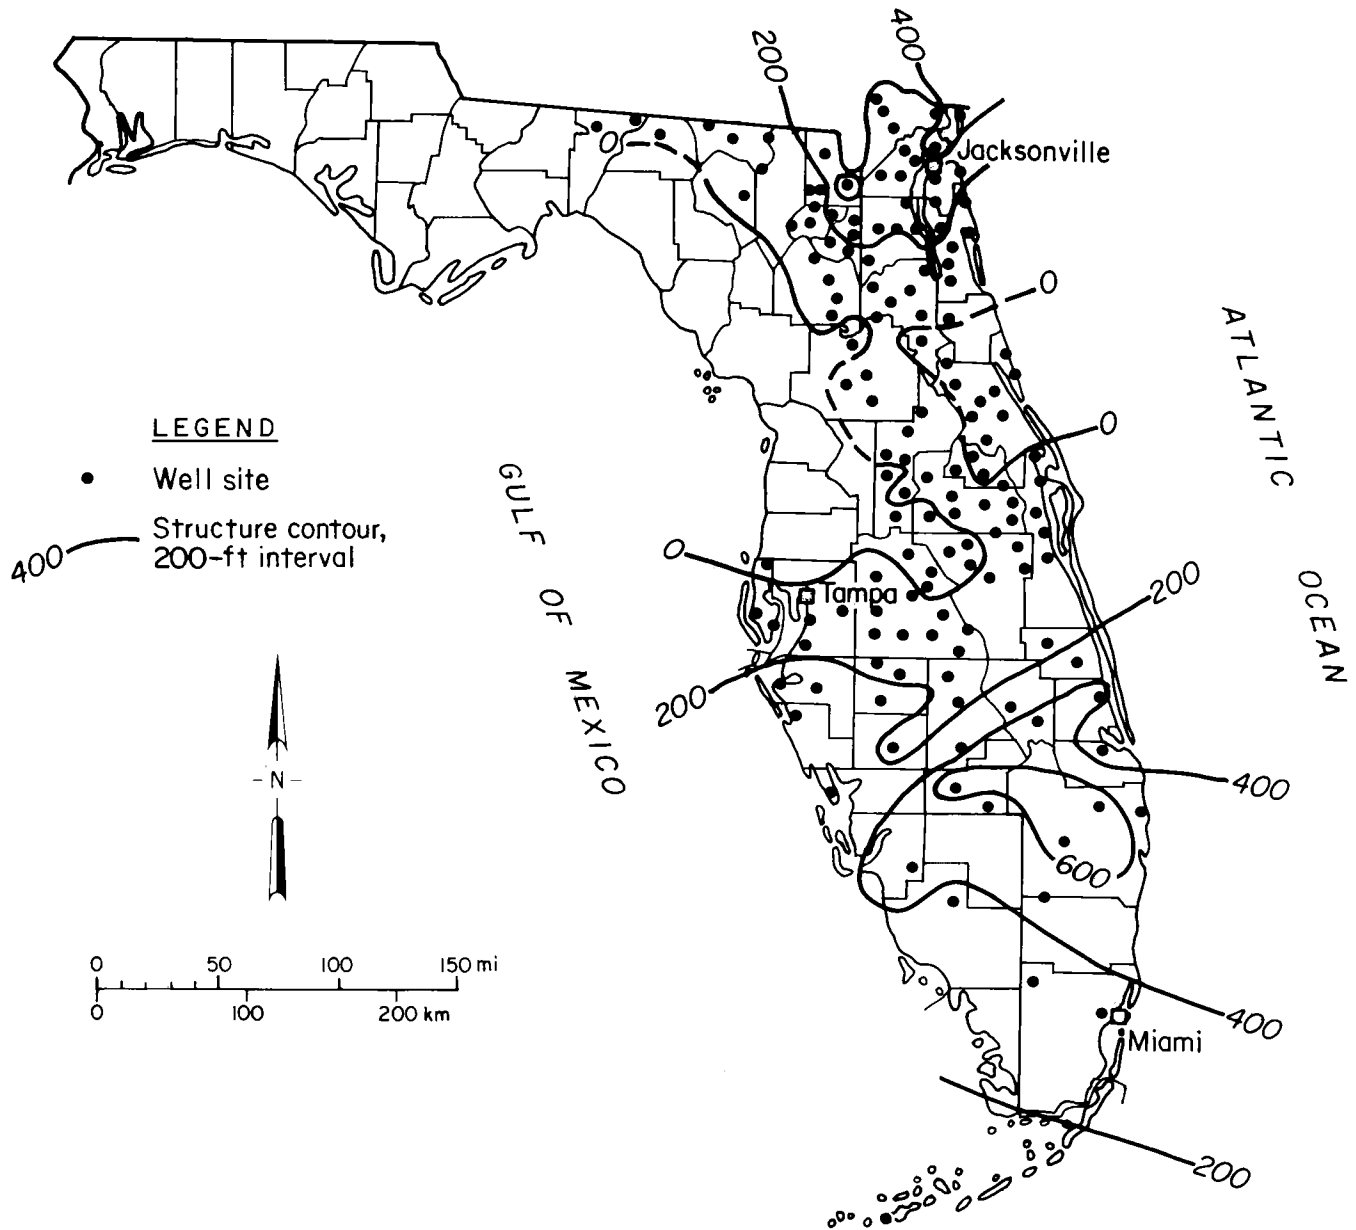 200
400
0
Jacksonville
0
ATLANTIC
OCEAN
LEGEND
Well site
400
Structure contour,
200-ft interval
GULF
OF
MEXICO
0
0
Tampa
200
200
-N-
400
600
0 50 100 150 mi
0 100 200 km
400
Miami
200